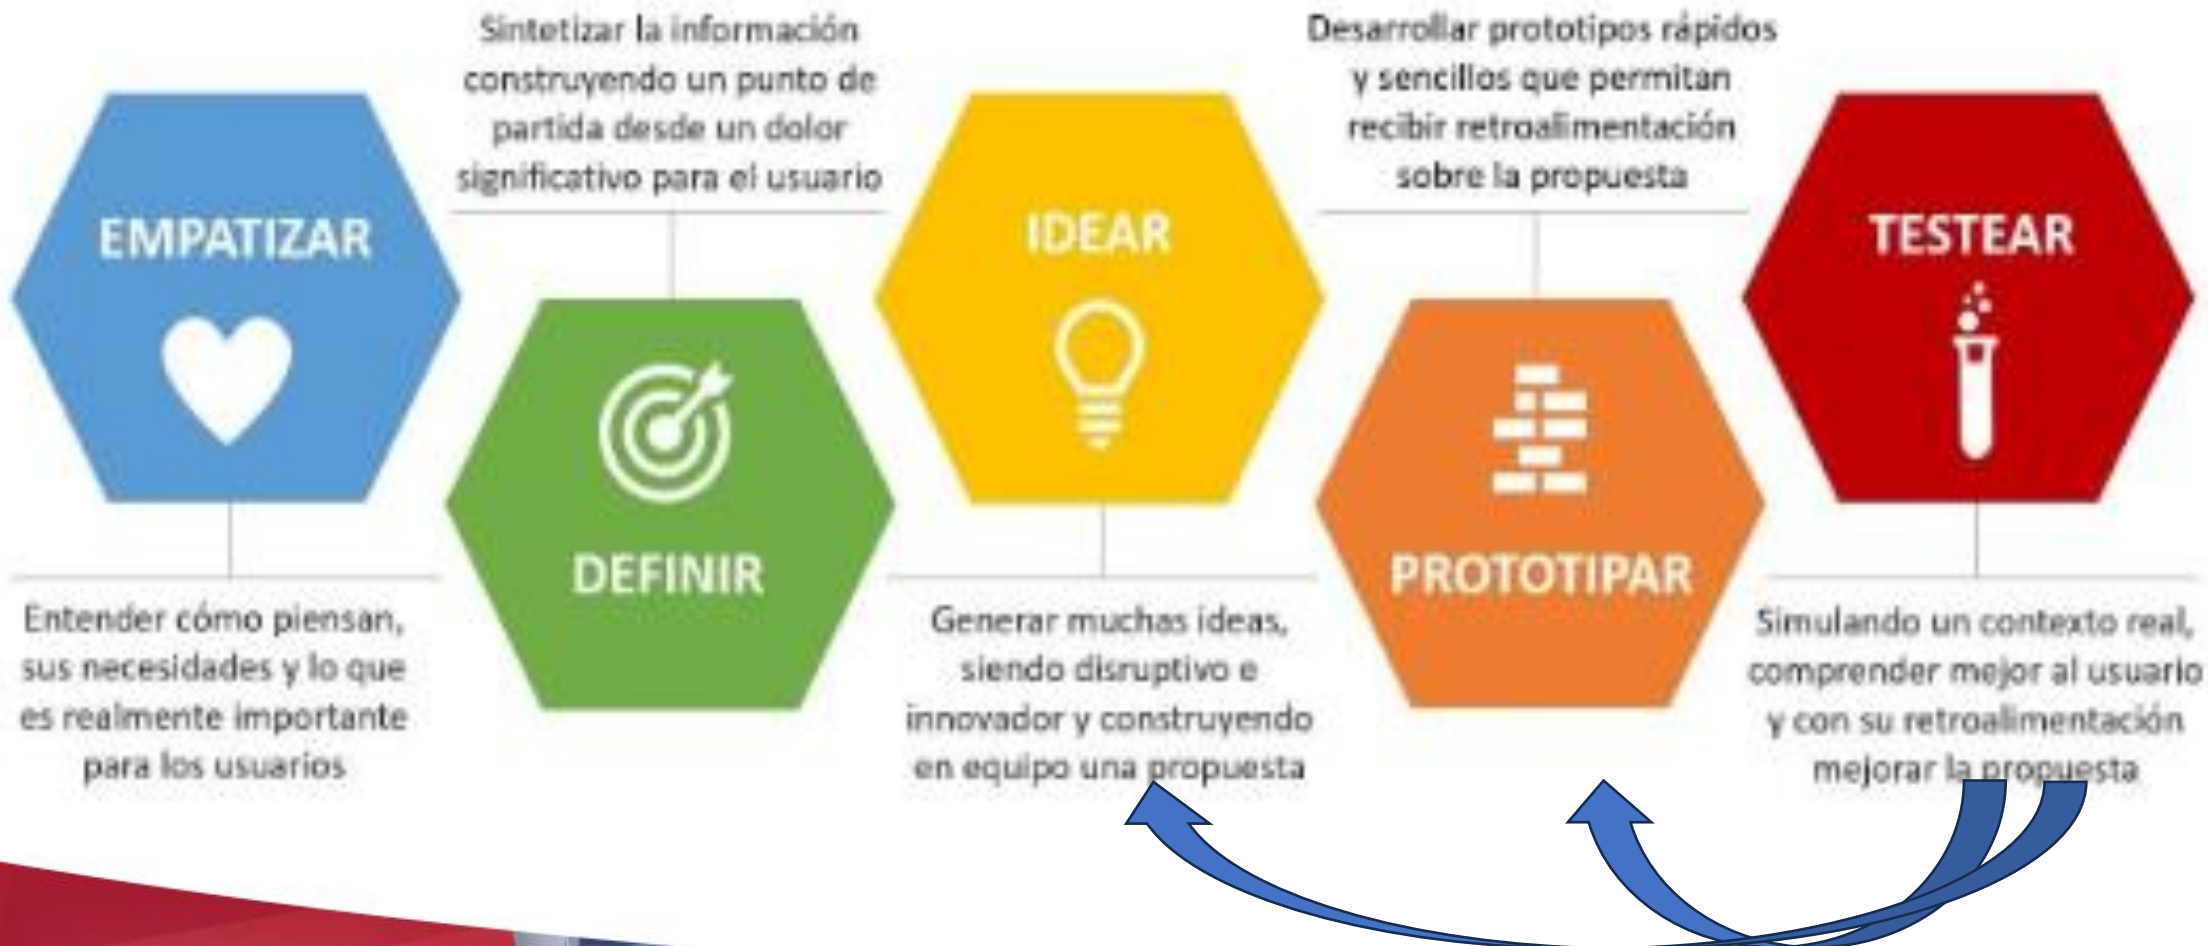 EMPATIZAR
Entender cómo piensan,
sus necesidades y lo que
es realmente importante
para los usuarios
Sintetizar la información
construyendo un punto de
partida desde un dolor
significativo para el usuario
DEFINIR
IDEAR
Generar muchas ideas,
siendo disruptivo e
innovador y construyendo
en equipo una propuesta
Desarrollar prototipos rápidos
y sencillos que permitan
recibir retroalimentación
sobre la propuesta
PROTOTIPAR
TESTEAR
Simulando un contexto real,
comprender mejor al usuario
y con su retroalimentación
mejorar la propuesta